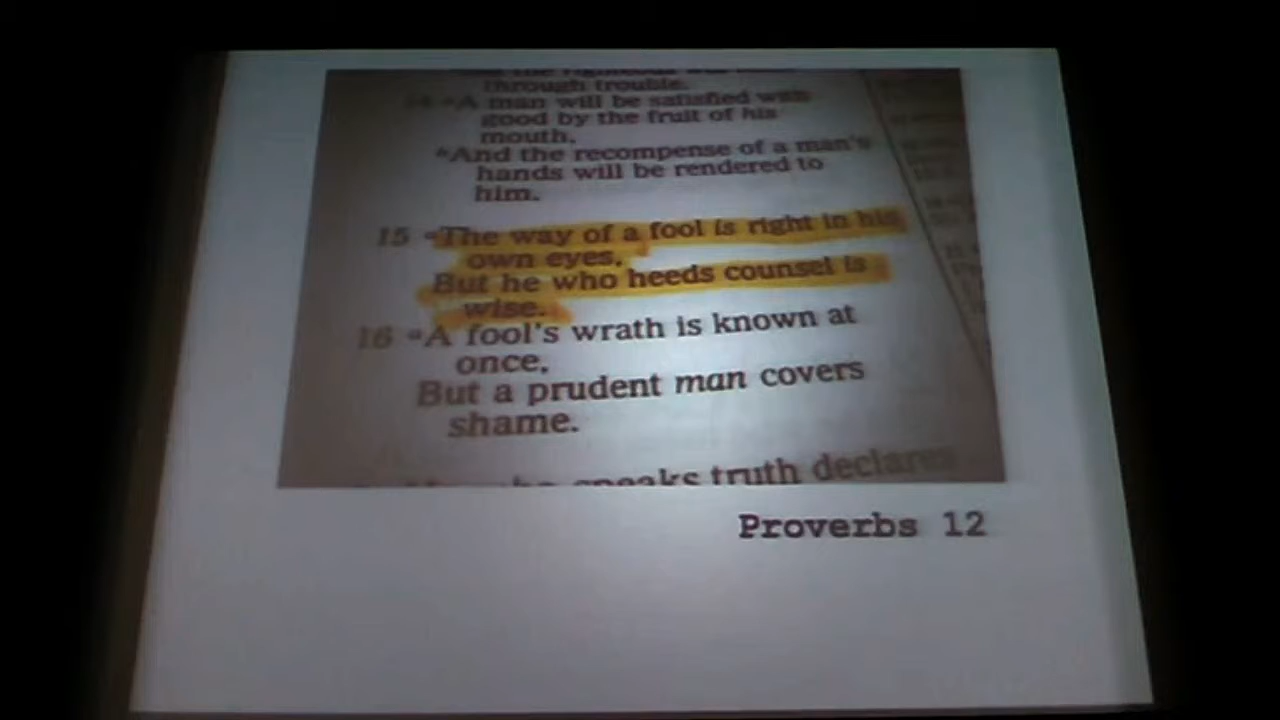 through trouble.
14 A man will be satisfied with
good by the fruit of his
mouth,
And the recompense of a man's
hands will be rendered to
him.
15 The way of a fool is right in his
own eyes,
But he who heeds counsel is
wise.
16 A fool's wrath is known at
once,
But a prudent man covers
shame.
speaks truth declares
Proverbs 12